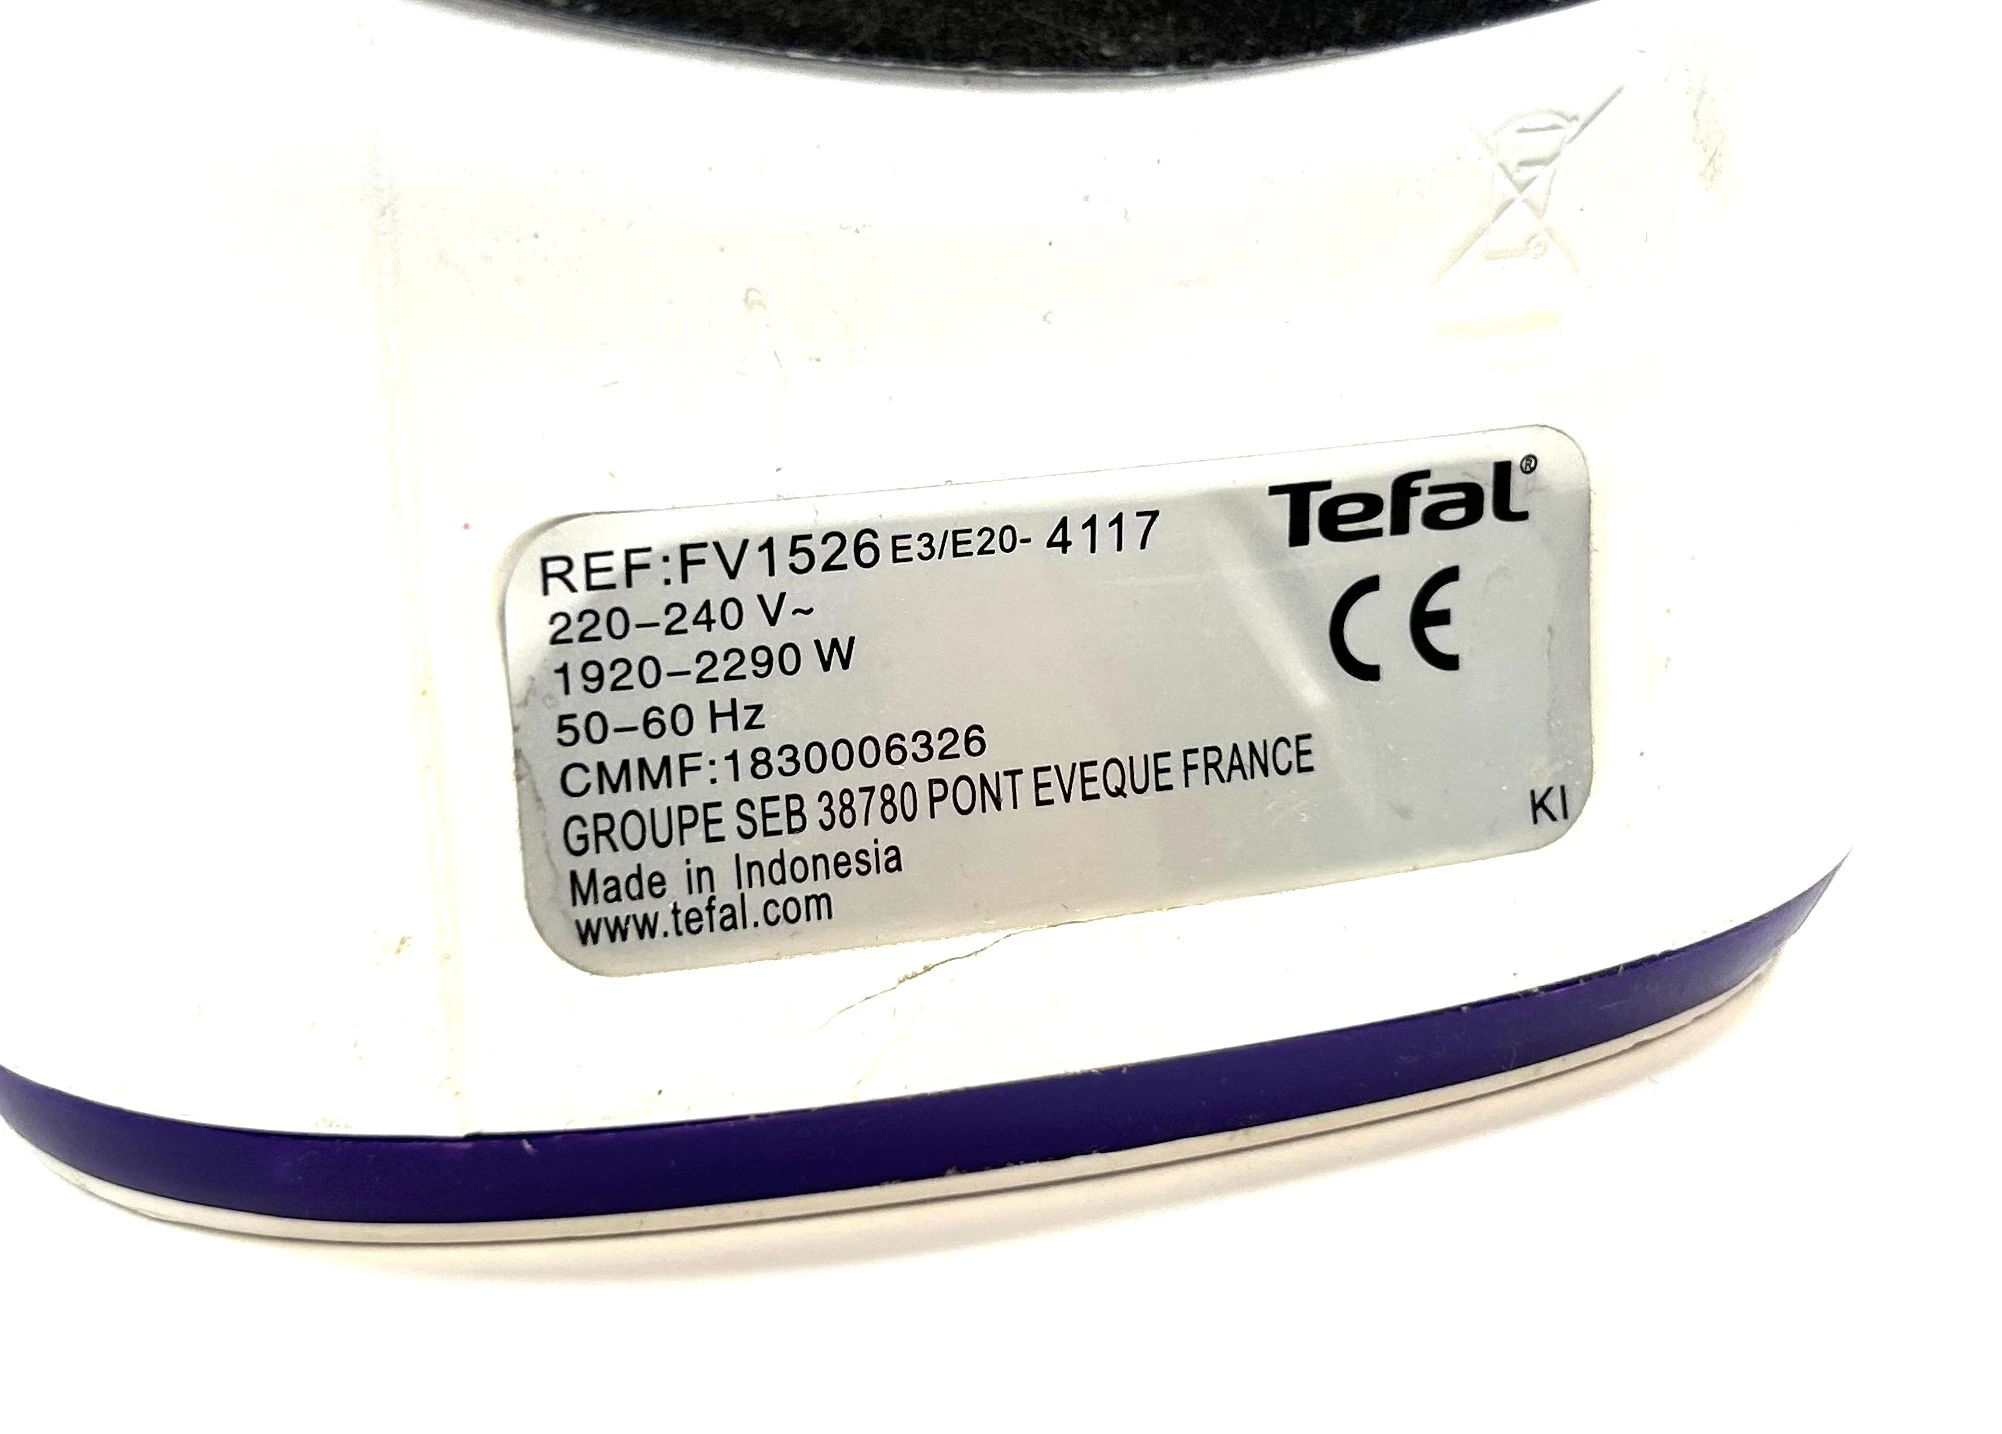 Tefal®
REF:FV1526 E3/E20- 4117
220–240 V~
1920–2290 W
50–60 Hz
CMMF:1830006326
GROUPE SEB 38780 PONT EVEQUE FRANCE
Made in Indonesia
www.tefal.com
CE
KI